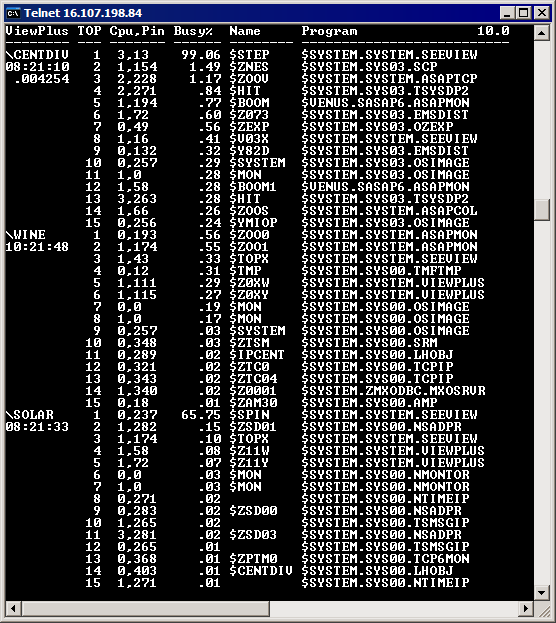 Telnet 16.107.198.84
ViewPlus TOP Cpu,Pin Busy% Name Program 10.0
\CENTDIV 1 3,13 99.06 $STEP $SYSTEM.SYSTEM.SEEVIEW
08:21:10 2 1,154 1.49 $ZNES $SYSTEM.SYS03.SCP
.004254 3 2,228 1.17 $ZOOV $SYSTEM.SYSTEM.ASAPTCP
4 2,271 .84 $HIT $SYSTEM.SYS03.TSYSDP2
5 1,194 .77 $BOOM $VENUS.SASAP6.ASAPMON
6 1,72 .60 $Z073 $SYSTEM.SYS03.EMSDIST
7 0,49 .56 $ZEXP $SYSTEM.SYS03.OZEXP
8 1,16 .41 $V03X $SYSTEM.SYSTEM.SEEVIEW
9 0,132 .32 $Y82D $SYSTEM.SYS03.EMSDIST
10 0,257 .29 $SYSTEM $SYSTEM.SYS03.OSIMAGE
11 1,0 .28 $MON $SYSTEM.SYS03.OSIMAGE
12 1,58 .28 $BOOM1 $VENUS.SASAP6.ASAPMON
13 3,263 .28 $HIT $SYSTEM.SYS03.TSYSDP2
14 1,66 .26 $ZOOS $SYSTEM.SYSTEM.ASAPCOL
15 0,256 .24 $YMIOP $SYSTEM.SYS03.OSIMAGE
\WINE 1 0,193 .56 $ZOO0 $SYSTEM.SYSTEM.ASAPMON
10:21:48 2 1,174 .55 $ZOO1 $SYSTEM.SYSTEM.ASAPMON
3 1,43 .33 $TOPX $SYSTEM.SYSTEM.SEEVIEW
4 0,12 .31 $TMP $SYSTEM.SYS00.TMFTMP
5 1,111 .29 $Z0XW $SYSTEM.SYSTEM.VIEWPLUS
6 1,115 .27 $Z0XY $SYSTEM.SYSTEM.VIEWPLUS
7 0,0 .19 $MON $SYSTEM.SYS00.OSIMAGE
8 1,0 .17 $MON $SYSTEM.SYS00.OSIMAGE
9 0,257 .03 $SYSTEM $SYSTEM.SYS00.OSIMAGE
10 0,348 .03 $ZTSM $SYSTEM.SYS00.SRM
11 0,289 .02 $IPCENT $SYSTEM.SYS00.LHOBJ
12 0,321 .02 $ZTC0 $SYSTEM.SYS00.TCPIP
13 0,343 .02 $ZTC04 $SYSTEM.SYS00.TCPIP
14 1,340 .02 $Z0001 $SYSTEM.ZMXODBC.MXOSRVR
15 0,18 .01 $ZAM30 $SYSTEM.SYS00.AMP
\SOLAR 1 0,237 65.75 $SPIN $SYSTEM.SYSTEM.SEEVIEW
08:21:33 2 1,282 .15 $ZSD01 $SYSTEM.SYS00.NSADPR
3 1,174 .10 $TOPX $SYSTEM.SYSTEM.SEEVIEW
4 1,58 .08 $Z11W $SYSTEM.SYSTEM.VIEWPLUS
5 1,72 .07 $Z11Y $SYSTEM.SYSTEM.VIEWPLUS
6 0,0 .03 $MON $SYSTEM.SYS00.NMONTOR
7 1,0 .03 $MON $SYSTEM.SYS00.NMONTOR
8 0,271 .02 $SYSTEM.SYS00.NTIMEIP
9 0,283 .02 $ZSD00 $SYSTEM.SYS00.NSADPR
10 1,265 .02 $SYSTEM.SYS00.TSMSGIP
11 3,281 .02 $ZSD03 $SYSTEM.SYS00.NSADPR
12 0,265 .01 $SYSTEM.SYS00.TSMSGIP
13 0,368 .01 $ZPTM0 $SYSTEM.SYS00.TCP6MON
14 0,403 .01 $CENTDIV $SYSTEM.SYS00.LHOBJ
15 1,271 .01 $SYSTEM.SYS00.NTIMEIP